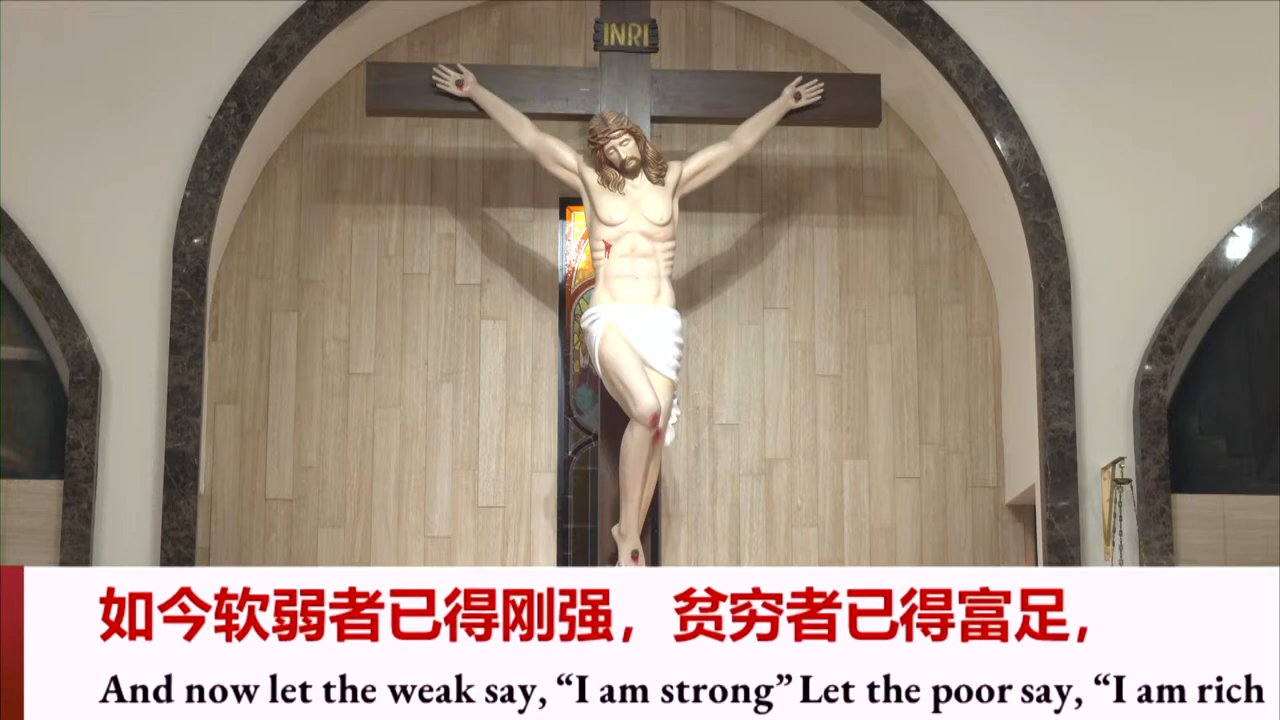 INRI
如今软弱者已得刚强，贫穷者已得富足，
And now let the weak say, “I am strong” Let the poor say, “I am rich